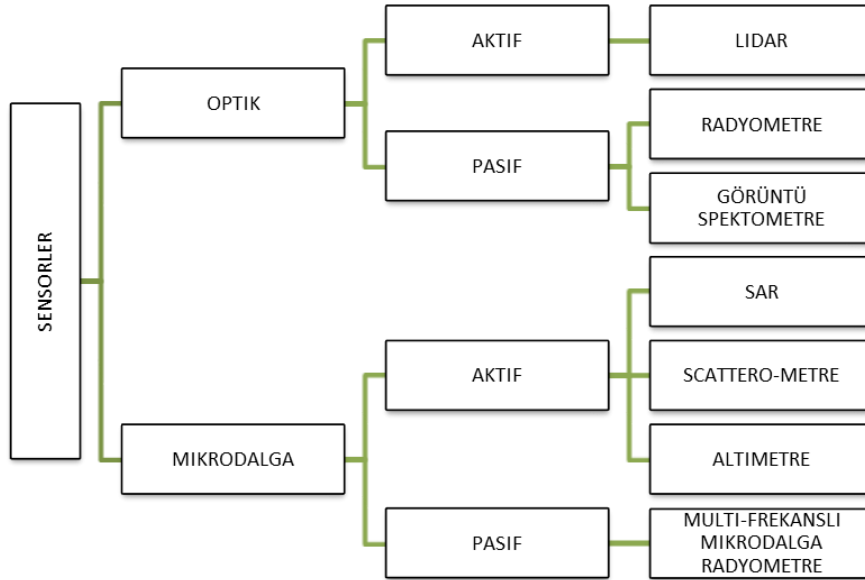 SENSORLER
OPTIK
AKTIF
LIDAR
PASIF
RADYOMETRE
GÖRÜNTÜ
SPEKTOMETRE
MIKRODALGA
AKTIF
SAR
SCATTERO-METRE
ALTIMETRE
PASIF
MULTI-FREKANSLI
MIKRODALGA
RADYOMETRE